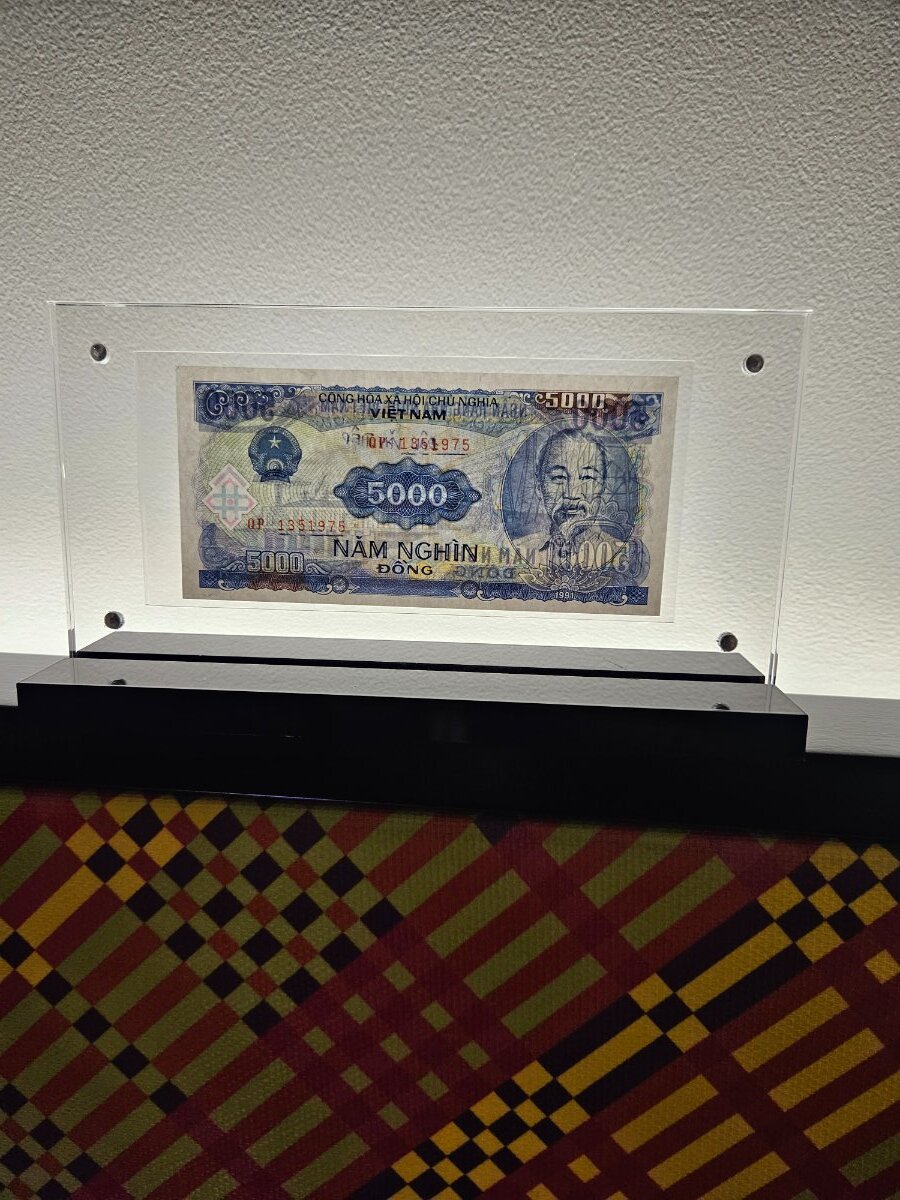 CỘNG HÒA XÃ HỘI CHỦ NGHĨA
VIỆT NAM
5000
QP 1351975
5000
QP 1351975
NĂM NGHÌN
ĐỒNG
5000
1991